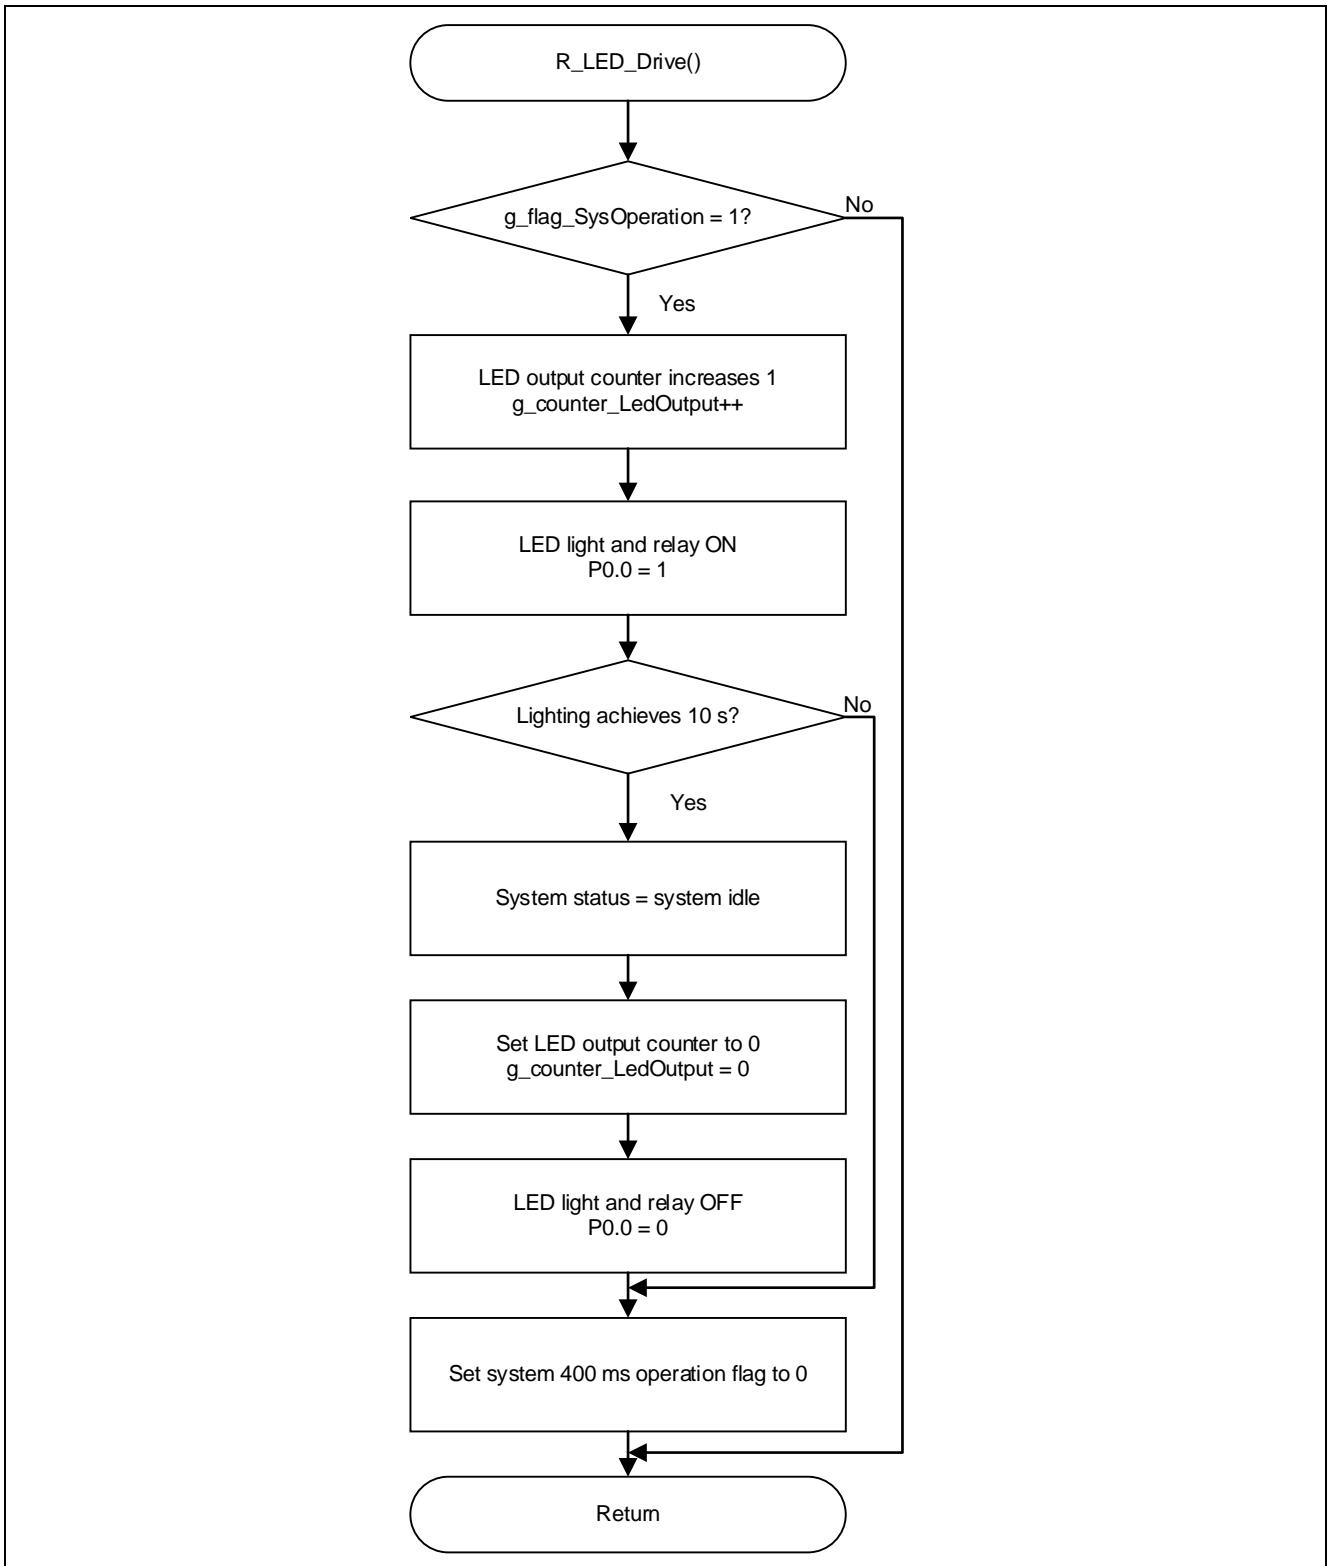 R_LED_Drive()
g_flag_SysOperation = 1?
No
Yes
LED output counter increases 1
g_counter_LedOutput++
LED light and relay ON
P0.0 = 1
Lighting achieves 10 s?
No
Yes
System status = system idle
Set LED output counter to 0
g_counter_LedOutput = 0
LED light and relay OFF
P0.0 = 0
Set system 400 ms operation flag to 0
Return